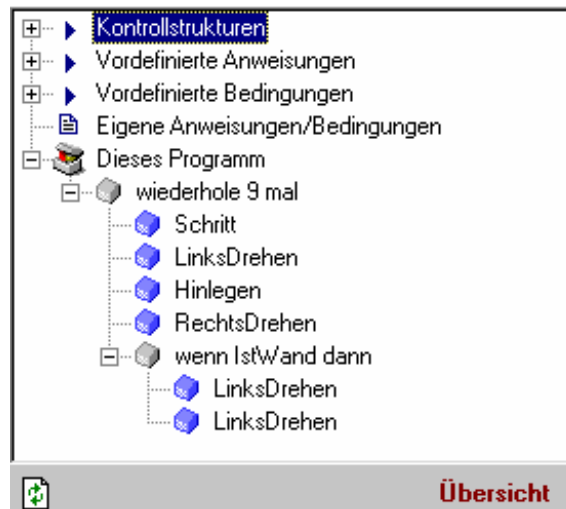 Kontrollstrukturen
Vordefinierte Anweisungen
Vordefinierte Bedingungen
Eigene Anweisungen/Bedingungen
Dieses Programm
wiederhole 9 mal
Schritt
LinksDrehen
Hinlegen
RechtsDrehen
wenn IstWand dann
LinksDrehen
LinksDrehen
Übersicht